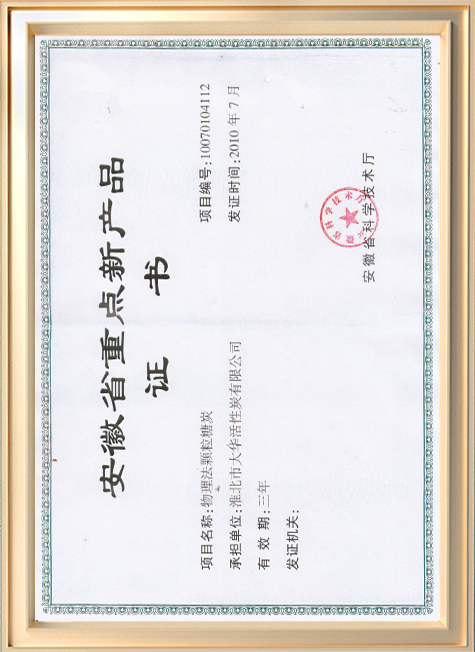 安徽省重点新产品
证书
项目名称:物理法颗粒糖炭
项目编号:10070104112
承担单位:淮北市大华活性炭有限公司
发证时间:2010 年 7 月
有 效 期:三年
发证机关:
安徽省科学技术厅